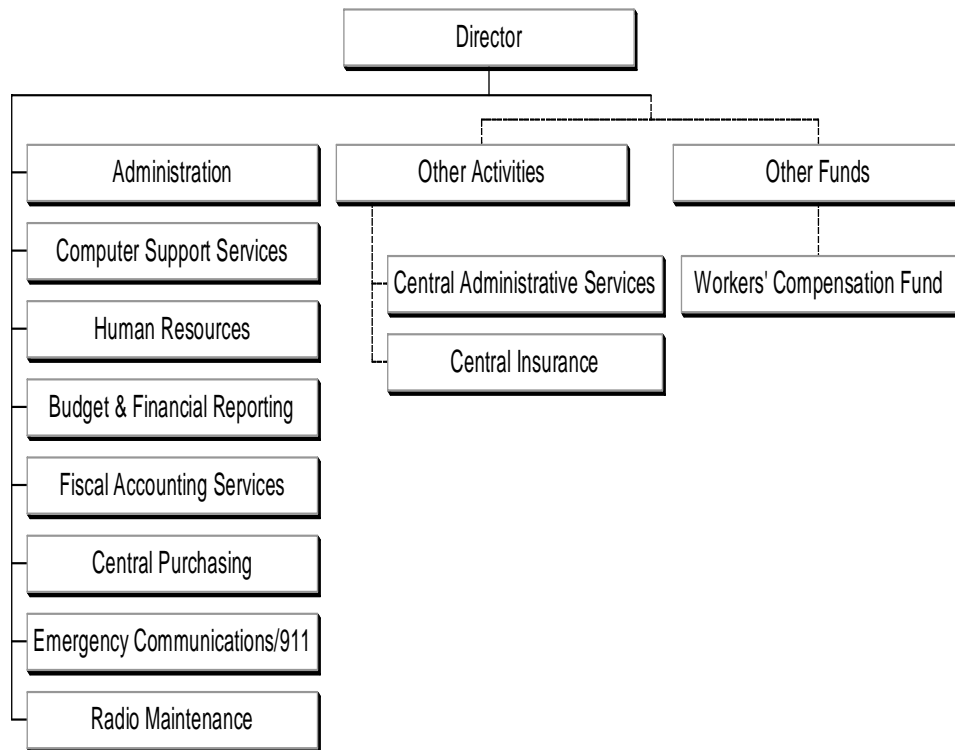 Director
Administration
Computer Support Services
Human Resources
Budget & Financial Reporting
Fiscal Accounting Services
Central Purchasing
Emergency Communications/911
Radio Maintenance
Other Activities
Central Administrative Services
Central Insurance
Other Funds
Workers' Compensation Fund